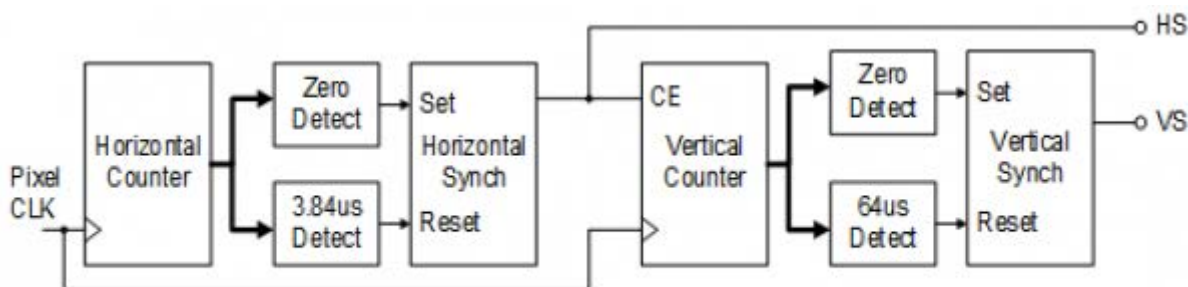 Pixel
CLK
Horizontal
Counter
Zero
Detect
3.84us
Detect
Set
Horizontal
Synch
Reset
CE
Vertical
Counter
Zero
Detect
64us
Detect
Set
Vertical
Synch
Reset
HS
VS